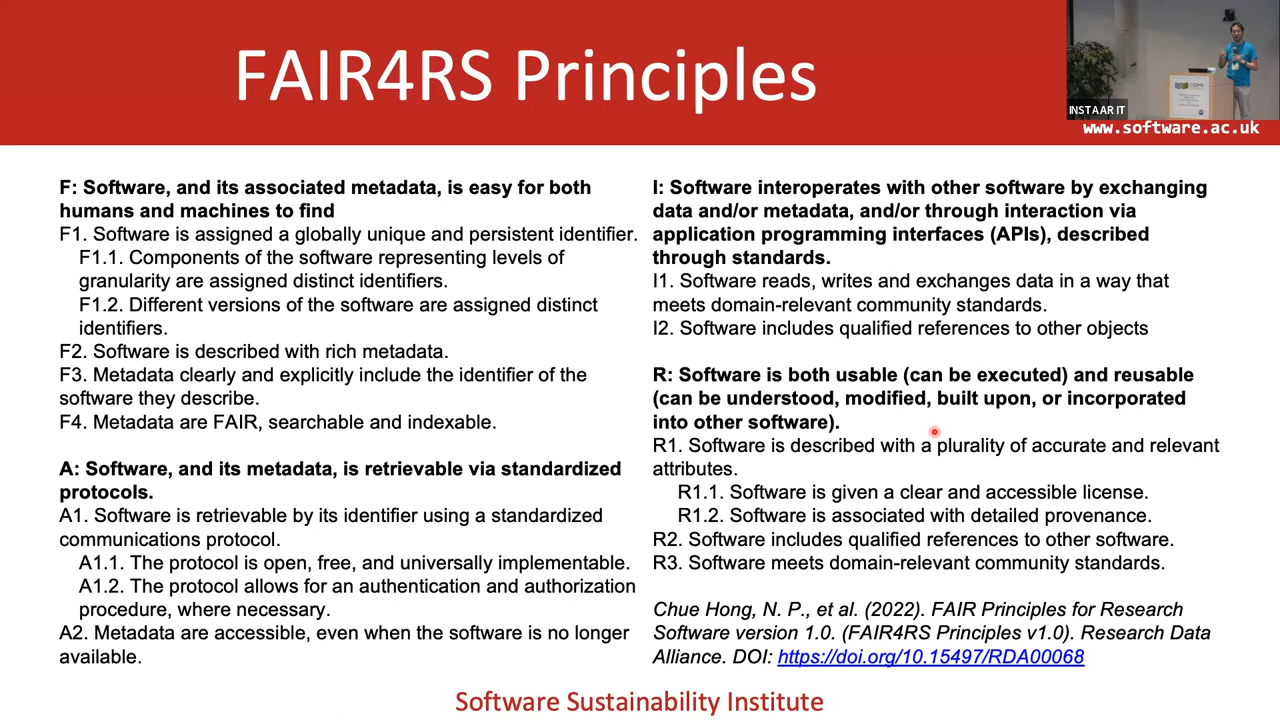 FAIR4RS Principles
INSTAAR IT
www.software.ac.uk
F: Software, and its associated metadata, is easy for both
humans and machines to find
F1. Software is assigned a globally unique and persistent identifier.
F1.1. Components of the software representing levels of
granularity are assigned distinct identifiers.
F1.2. Different versions of the software are assigned distinct
identifiers.
F2. Software is described with rich metadata.
F3. Metadata clearly and explicitly include the identifier of the
software they describe.
F4. Metadata are FAIR, searchable and indexable.
A: Software, and its metadata, is retrievable via standardized
protocols.
A1. Software is retrievable by its identifier using a standardized
communications protocol.
A1.1. The protocol is open, free, and universally implementable.
A1.2. The protocol allows for an authentication and authorization
procedure, where necessary.
A2. Metadata are accessible, even when the software is no longer
available.
I: Software interoperates with other software by exchanging
data and/or metadata, and/or through interaction via
application programming interfaces (APIs), described
through standards.
I1. Software reads, writes and exchanges data in a way that
meets domain-relevant community standards.
I2. Software includes qualified references to other objects
R: Software is both usable (can be executed) and reusable
(can be understood, modified, built upon, or incorporated
into other software).
R1. Software is described with a plurality of accurate and relevant
attributes.
R1.1. Software is given a clear and accessible license.
R1.2. Software is associated with detailed provenance.
R2. Software includes qualified references to other software.
R3. Software meets domain-relevant community standards.
Chue Hong, N. P., et al. (2022). FAIR Principles for Research
Software version 1.0. (FAIR4RS Principles v1.0). Research Data
Alliance. DOI: https://doi.org/10.15497/RDA00068
Software Sustainability Institute